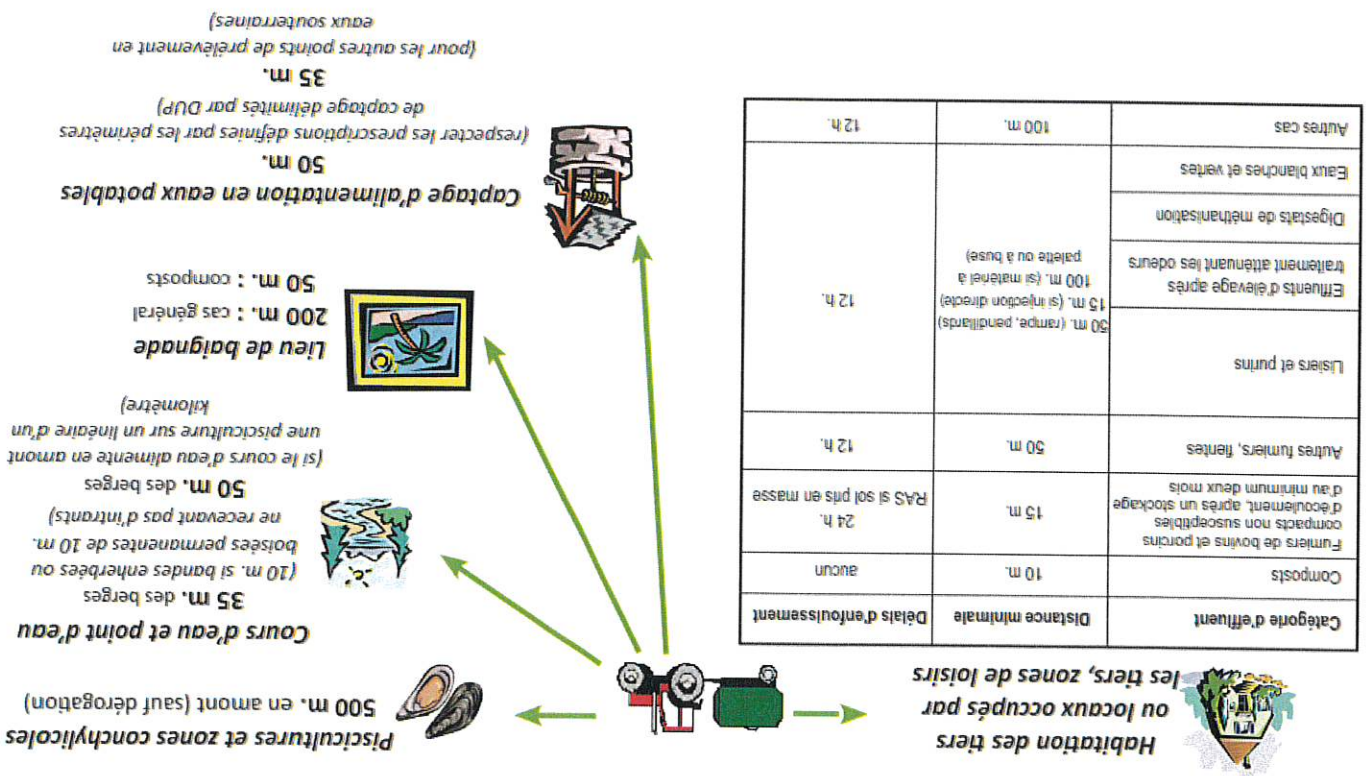 Habitation des tiers
ou locaux occupés par
les tiers, zones de loisirs
Pisciculture et zones conchylicoles
500 m. en amont (sauf dérogation)
Cours d'eau et point d'eau
35 m. des berges
(10 m. si bandes enherbées ou
boisées permanentes de 10 m.
ne recevant pas d'intrants)
50 m. des berges
(si le cours d'eau alimente en amont
une pisciculture sur un linéaire d'un
kilomètre)
Lieu de baignade
200 m. : cas général
50 m. : composts
Captage d'alimentation en eaux potables
50 m.
(respecter les prescriptions définies par les périmètres
de captage délimités par DUP)
35 m.
(pour les autres points de prélèvement en
eaux souterraines)
Catégorie d'effluent Distance minimale Délais d'enfouissement
Composts 10 m. aucun
Fumiers de bovins et porcins
compacts non susceptibles
d'écoulement, après un stockage
d'au minimum deux mois
15 m.
24 h.
RAS si sol pris en masse
Autres fumiers, fientes 50 m. 12 h.
Lisiers et purins
Effluents d'élevage après
traitement atténuant les odeurs
Digestats de méthanisation
Eaux blanches et vertes
50 m. (rampe, pendillards)
15 m. (si injection directe)
100 m. (si matériel à
palette ou à buse)
12 h.
Autres cas 100 m. 12 h.